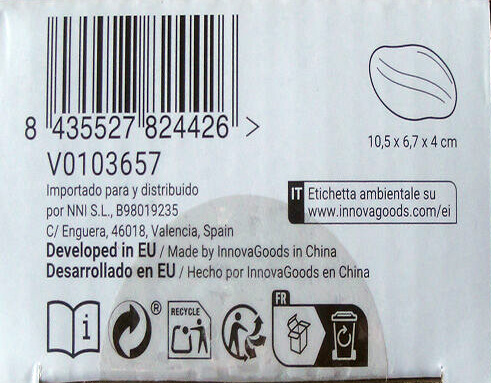 8 435527 824426 >
V0103657
10,5 x 6,7 x 4 cm
Importado para y distribuido
por NNI S.L., B98019235
C/ Enguera, 46018, Valencia, Spain
IT Etichetta ambientale su
www.innovagoods.com/ei
Developed in EU / Made by InnovaGoods in China
Desarrollado en EU / Hecho por InnovaGoods en China
i
®
RECYCLE
FR